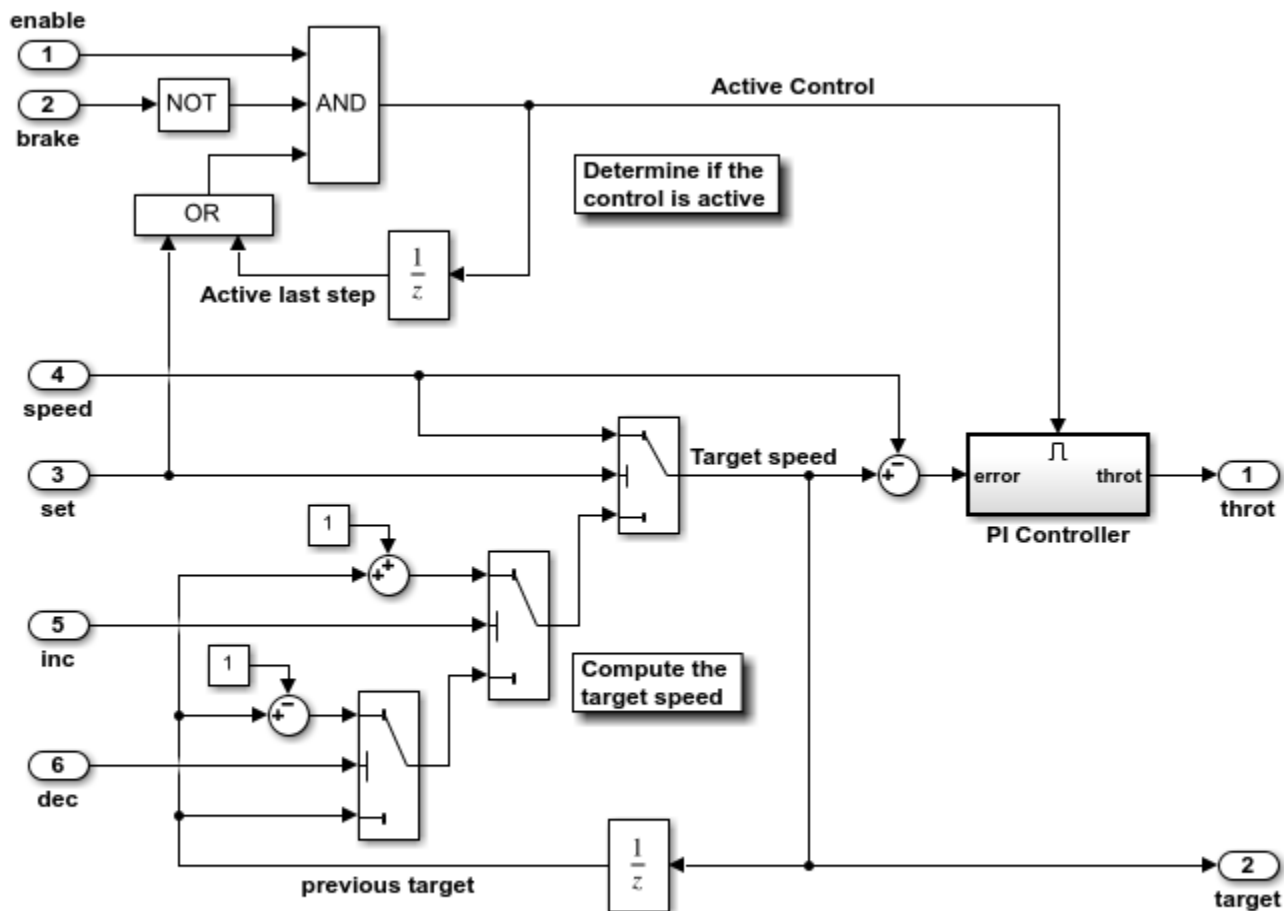 enable
1
2
brake
NOT
AND
OR
Active Control
Determine if the
control is active
1
z
Active last step
4
speed
3
set
Target speed
−
+
error
throt
PI Controller
1
throt
1
+
+
5
inc
1
−
+
Compute the
target speed
6
dec
1
z
previous target
2
target